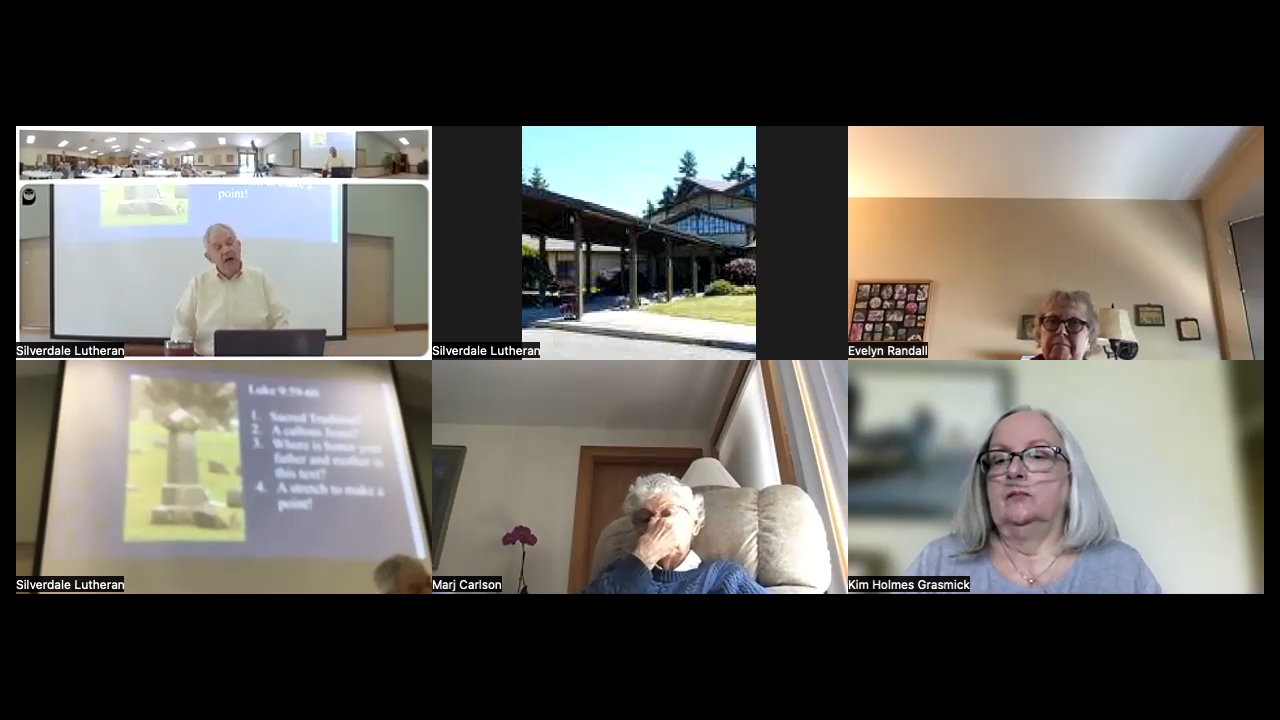 point!
Silverdale Lutheran
Silverdale Lutheran
Evelyn Randall
Luke 9:59-60
1. Sacred Tradition!
2. A callous Jesus?
3. Where is honor your
father and mother in
this text?
4. A stretch to make a
point!
Silverdale Lutheran
Marj Carlson
Kim Holmes Grasmick